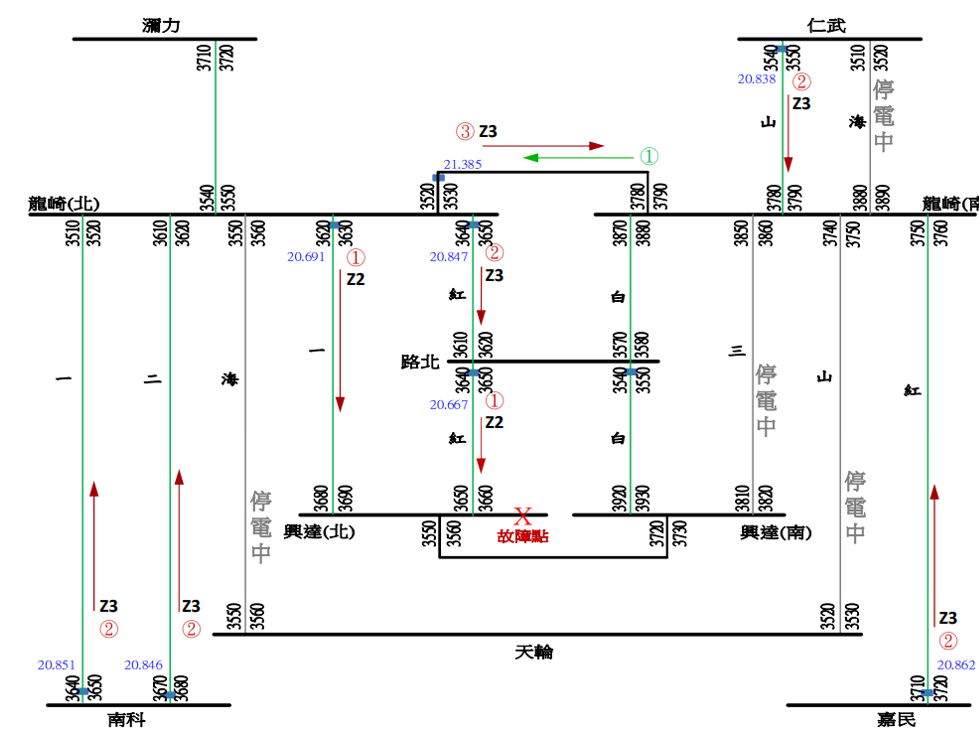 瀰力
仁武
3710
3720
3540
3550
3510
3520
20.838
②
Z3
停電中
山
海
③ Z3
①
21.385
龍崎(北)
3540
3550
3520
3530
3780
3790
3780
3790
3880
3890
龍崎(南
3510
3520
3610
3620
3550
3560
3620
3630
3640
3650
3870
3880
3850
3860
3740
3750
3750
3760
20.691
①
Z2
20.847
②
Z3
紅
白
一
二
海
一
3610
3620
3570
3580
路北
三
山
紅
停電中
3640
3650
3540
3550
20.667
①
Z2
紅
白
停電中
停電中
3680
3690
3650
3660
3920
3930
3810
3820
興達(北)
3550
3560
X
故障點
3720
3730
興達(南)
Z3
②
Z3
②
3550
3560
3520
3530
Z3
②
天輪
20.851
20.846
20.862
3640
3650
3670
3680
3710
3720
南科
嘉民